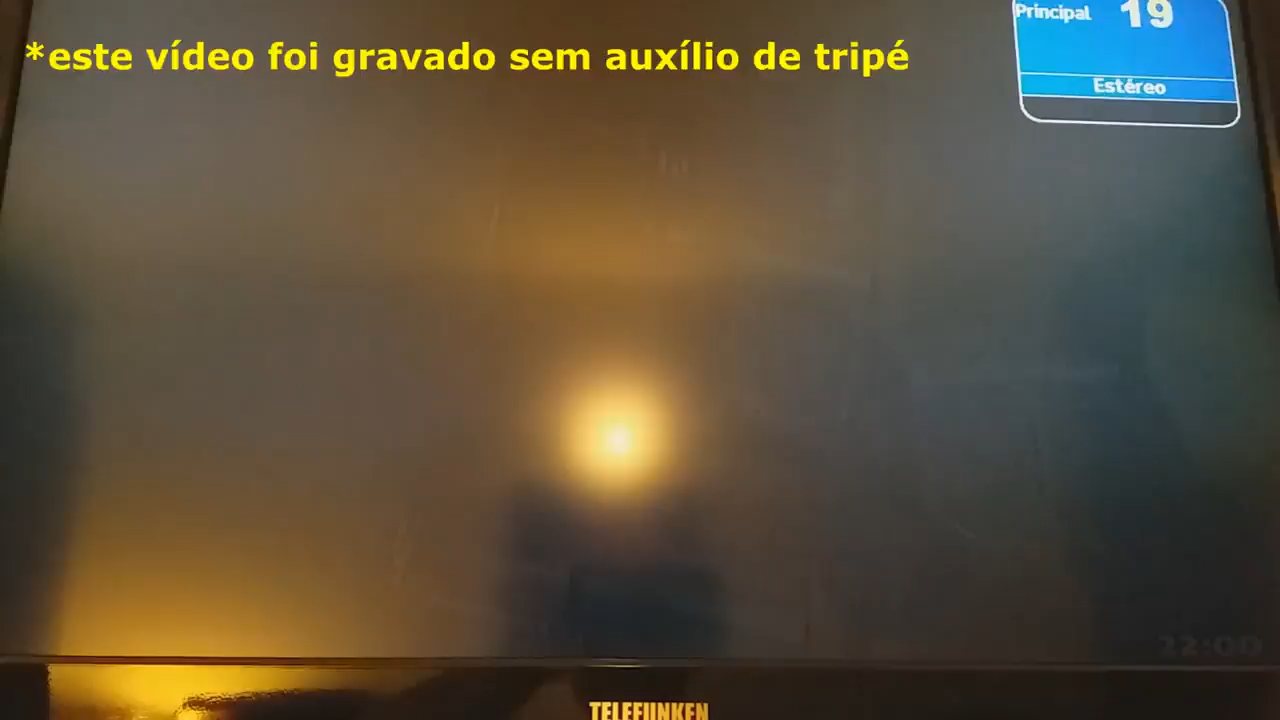 *este vídeo foi gravado sem auxílio de tripé
Principal 19
Estéreo
22:00
TELEFUNKEN